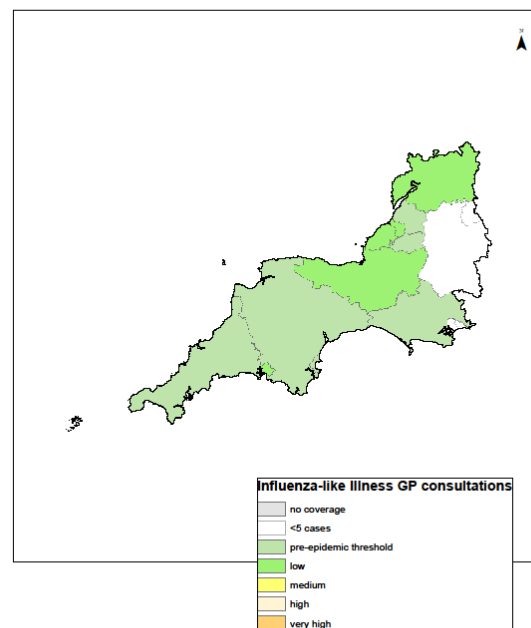 N
Influenza-like Illness GP consultations
no coverage
<5 cases
pre-epidemic threshold
low
medium
high
very high